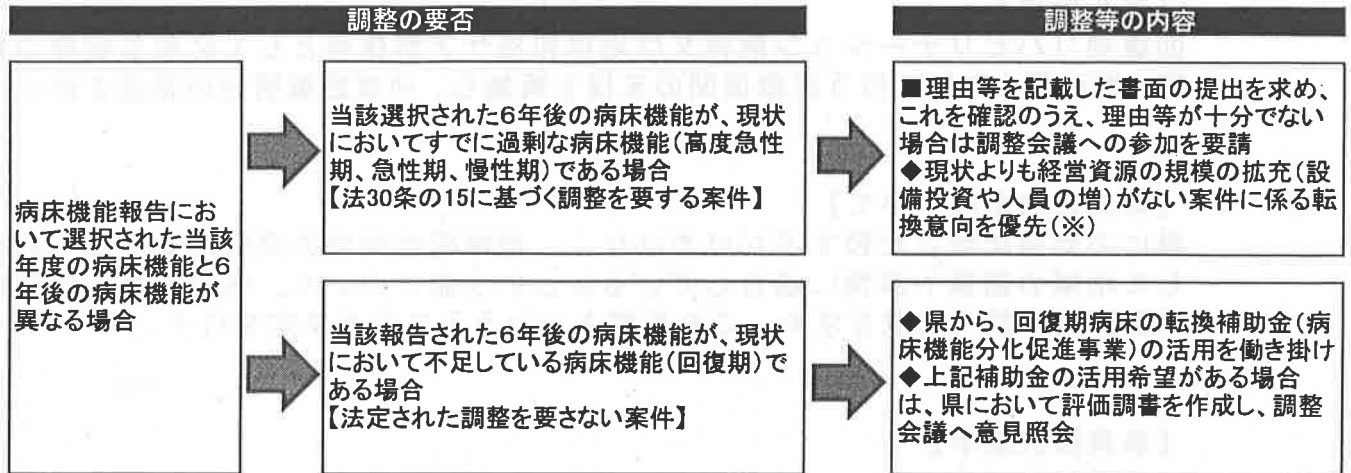 調整の要否
調整等の内容
病床機能報告にお
いて選択された当該
年度の病床機能と6
年後の病床機能が
異なる場合
当該選択された6年後の病床機能が、現状
においてすでに過剰な病床機能(高度急性
期、急性期、慢性期)である場合
【法30条の15に基づく調整を要する案件】
■理由等を記載した書面の提出を求め、
これを確認のうえ、理由等が十分でない
場合は調整会議への参加を要請
◆現状よりも経営資源の規模の拡充(設
備投資や人員の増)がない案件に係る転
換意向を優先(※)
当該報告された6年後の病床機能が、現状
において不足している病床機能(回復期)で
ある場合
【法定された調整を要さない案件】
◆県から、回復期病床の転換補助金(病
床機能分化促進事業)の活用を働き掛け
◆上記補助金の活用希望がある場合
は、県において評価調書を作成し、調整
会議へ意見照会